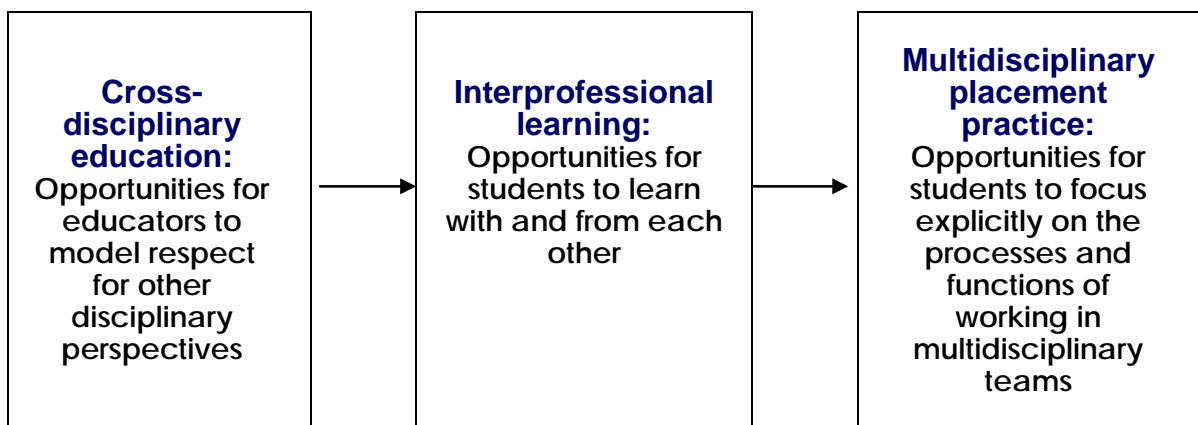 Cross-
disciplinary
education:
Opportunities for
educators to
model respect
for other
disciplinary
perspectives
Interprofessional
learning:
Opportunities for
students to learn
with and from each
other
Multidisciplinary
placement
practice:
Opportunities for
students to focus
explicitly on the
processes and
functions of
working in
multidisciplinary
teams